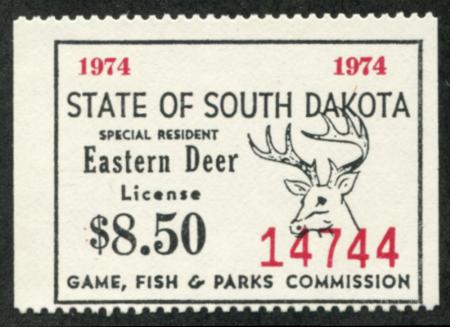 1974 1974
STATE OF SOUTH DAKOTA
SPECIAL RESIDENT
Eastern Deer
License
$8.50
14744
GAME, FISH & PARKS COMMISSION